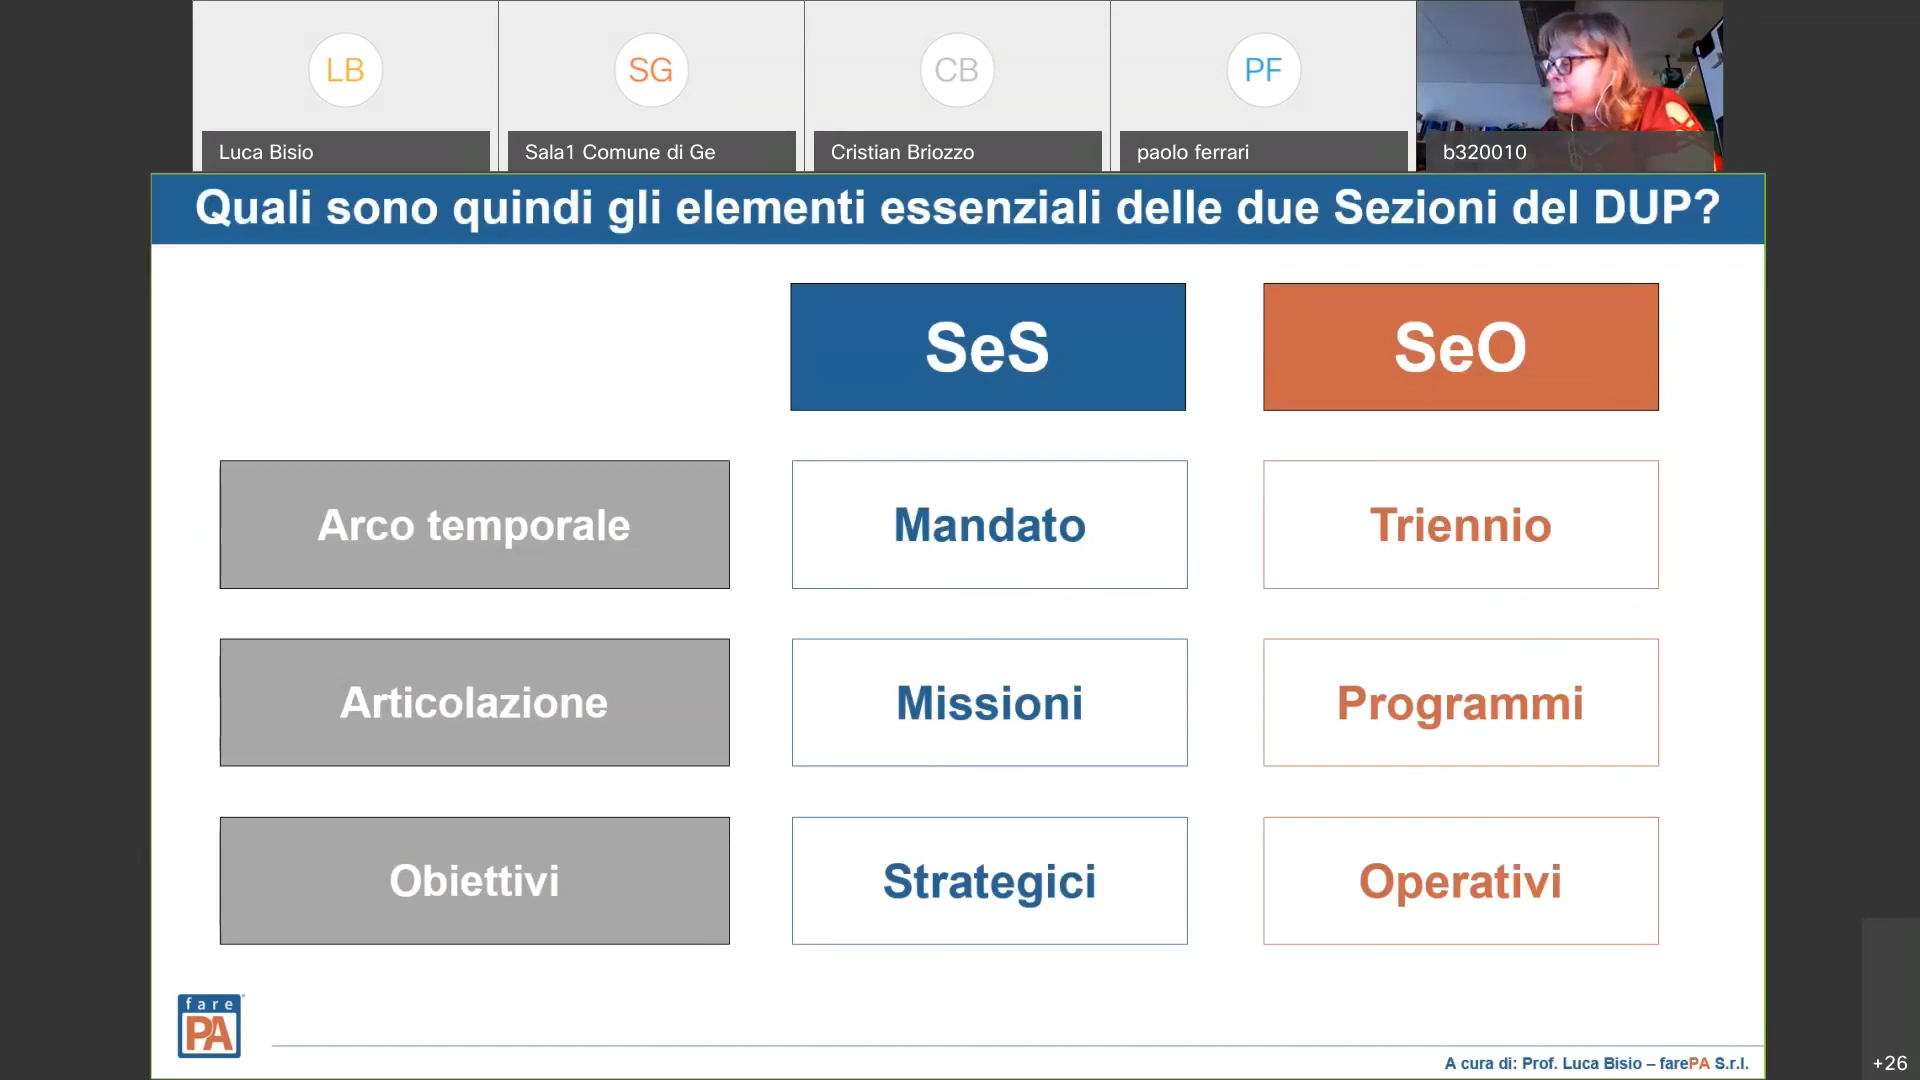 LB
SG
CB
PF
Luca Bisio
Sala1 Comune di Ge
Cristian Briozzo
paolo ferrari
b320010
Quali sono quindi gli elementi essenziali delle due Sezioni del DUP?
SeS
SeO
Arco temporale
Mandato
Triennio
Articolazione
Missioni
Programmi
Obiettivi
Strategici
Operativi
fare
PA
A cura di: Prof. Luca Bisio – farePA S.r.l.
+26